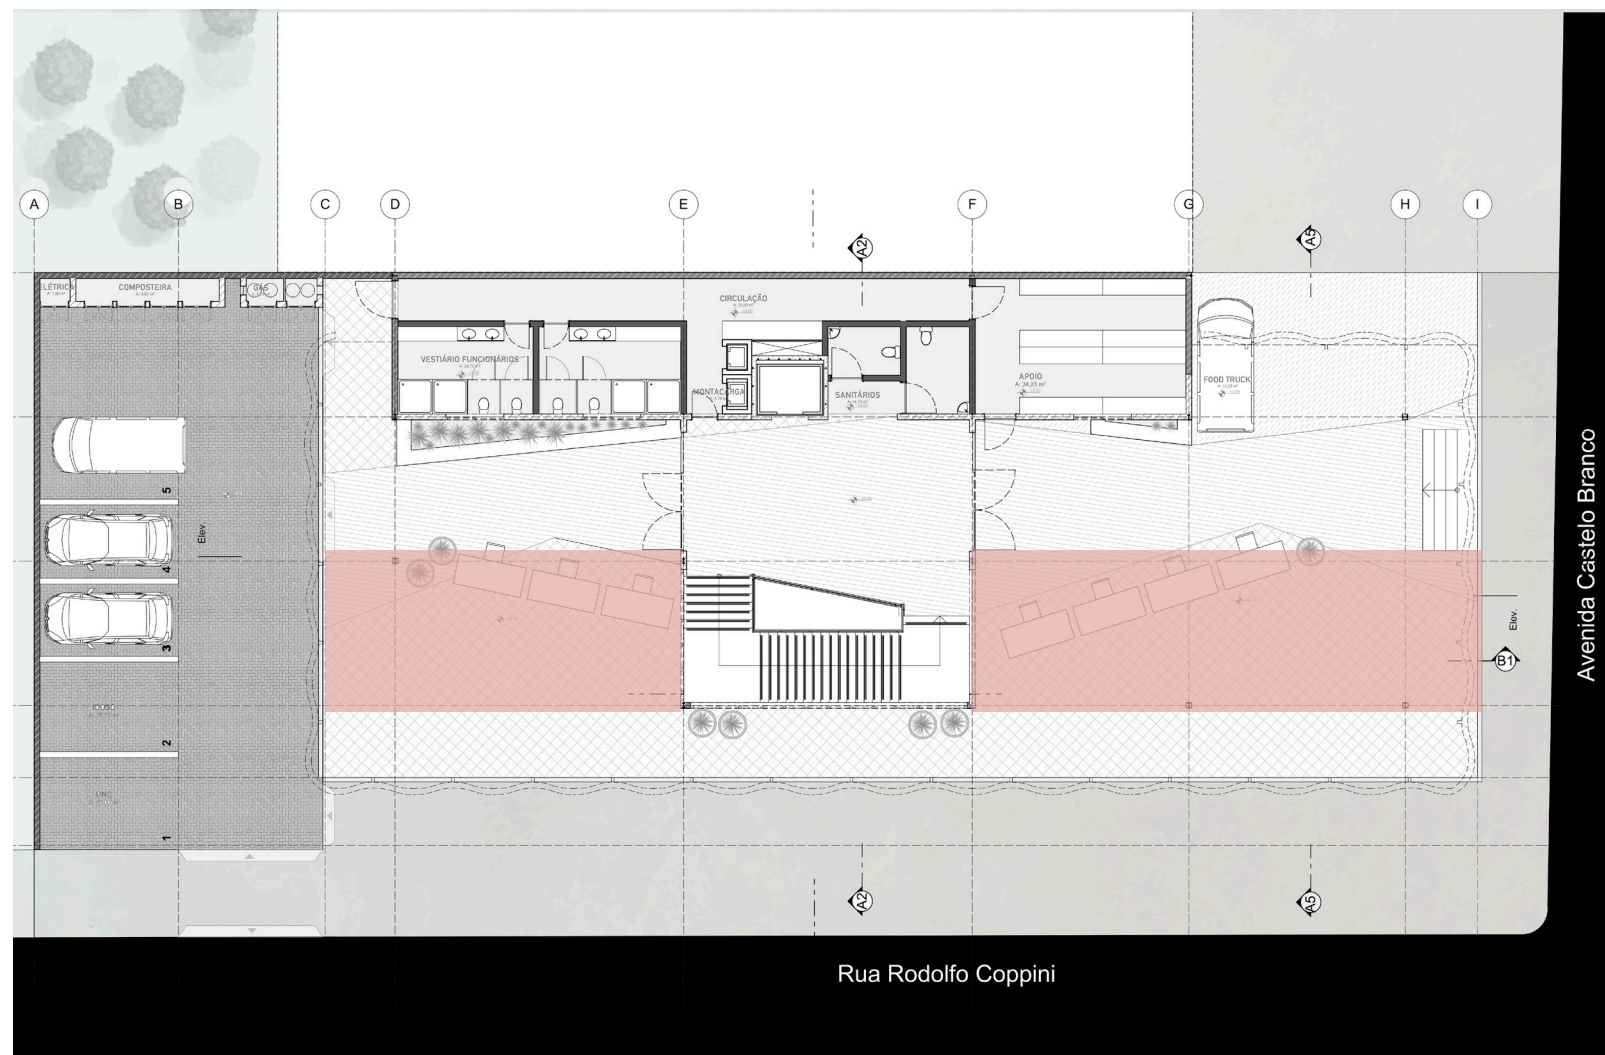 A
B
C
D
E
F
G
H
I
A2
A5
ELÉTRICA
COMPOSTEIRA
GÁS
CIRCULAÇÃO
VESTIÁRIO FUNCIONÁRIOS
MONTACARGA
SANITÁRIOS
APOIO
A: 34,25 m²
FOOD TRUCK
5
Elev.
4
3
IDOSO
2
PNE
1
Elev.
B1
A2
A5
Avenida Castelo Branco
Rua Rodolfo Coppini